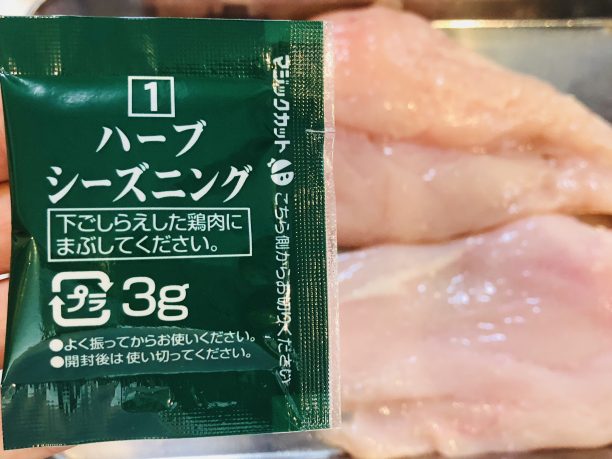 1
ハーブ
シーズニング
下ごしらえした鶏肉に
まぶしてください。
プラ
3g
●よく振ってからお使いください。
●開封後は使い切ってください。
マジックカット
こちら側からお切りください